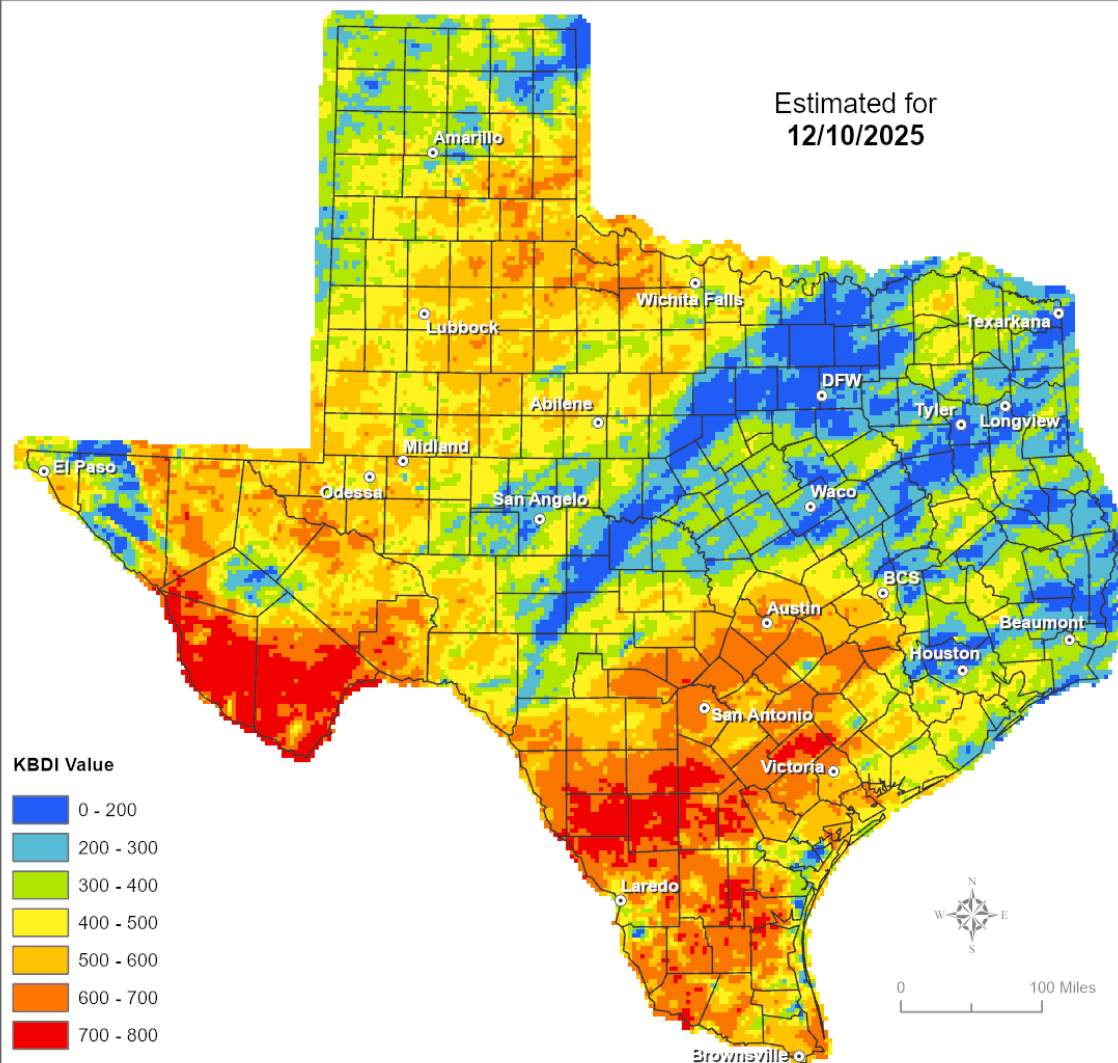 Estimated for
12/10/2025
Amarillo
Wichita Falls
Lubbock
Texarkana
DFW
Abilene
Tyler
Longview
Midland
El Paso
Odessa
San Angelo
Waco
BCS
Austin
Beaumont
Houston
San Antonio
Victoria
Laredo
Brownsville
KBDI Value
0 - 200
200 - 300
300 - 400
400 - 500
500 - 600
600 - 700
700 - 800
N
W E
S
0 100 Miles